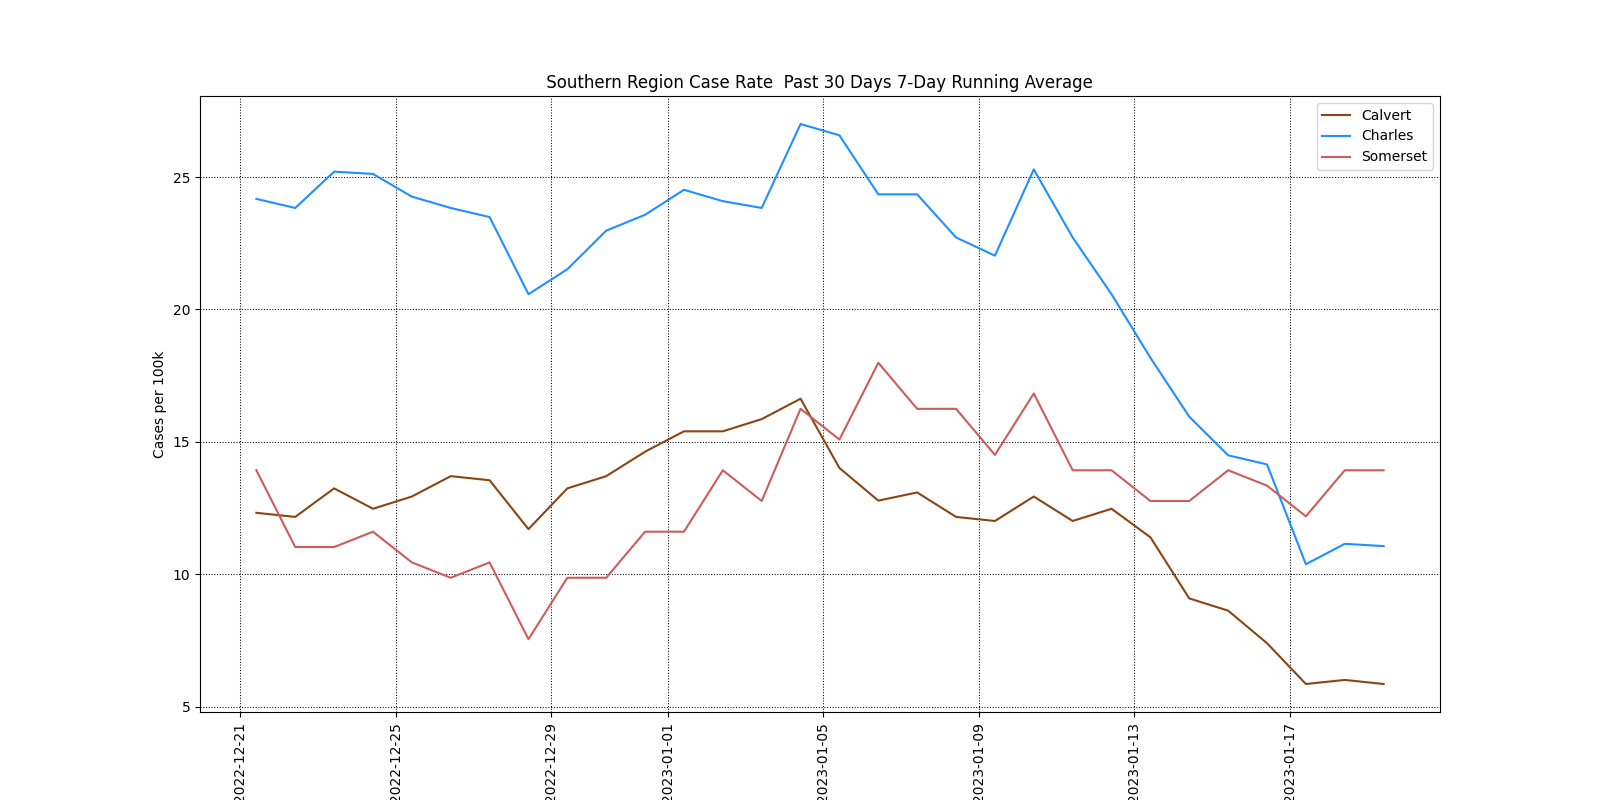 Southern Region Case Rate  Past 30 Days 7-Day Running Average
Calvert
Charles
Somerset
Cases per 100k
25
20
15
10
5
2022-12-21
2022-12-25
2022-12-29
2023-01-01
2023-01-05
2023-01-09
2023-01-13
2023-01-17